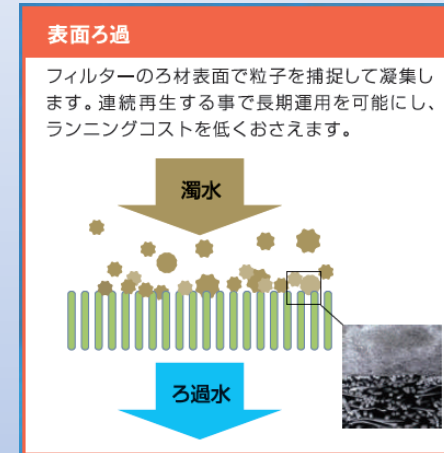 表面ろ過
フィルターのろ材表面で粒子を捕捉して凝集し
ます。連続再生する事で長期運用を可能にし、
ランニングコストを低くおさえます。
濁水
ろ過水